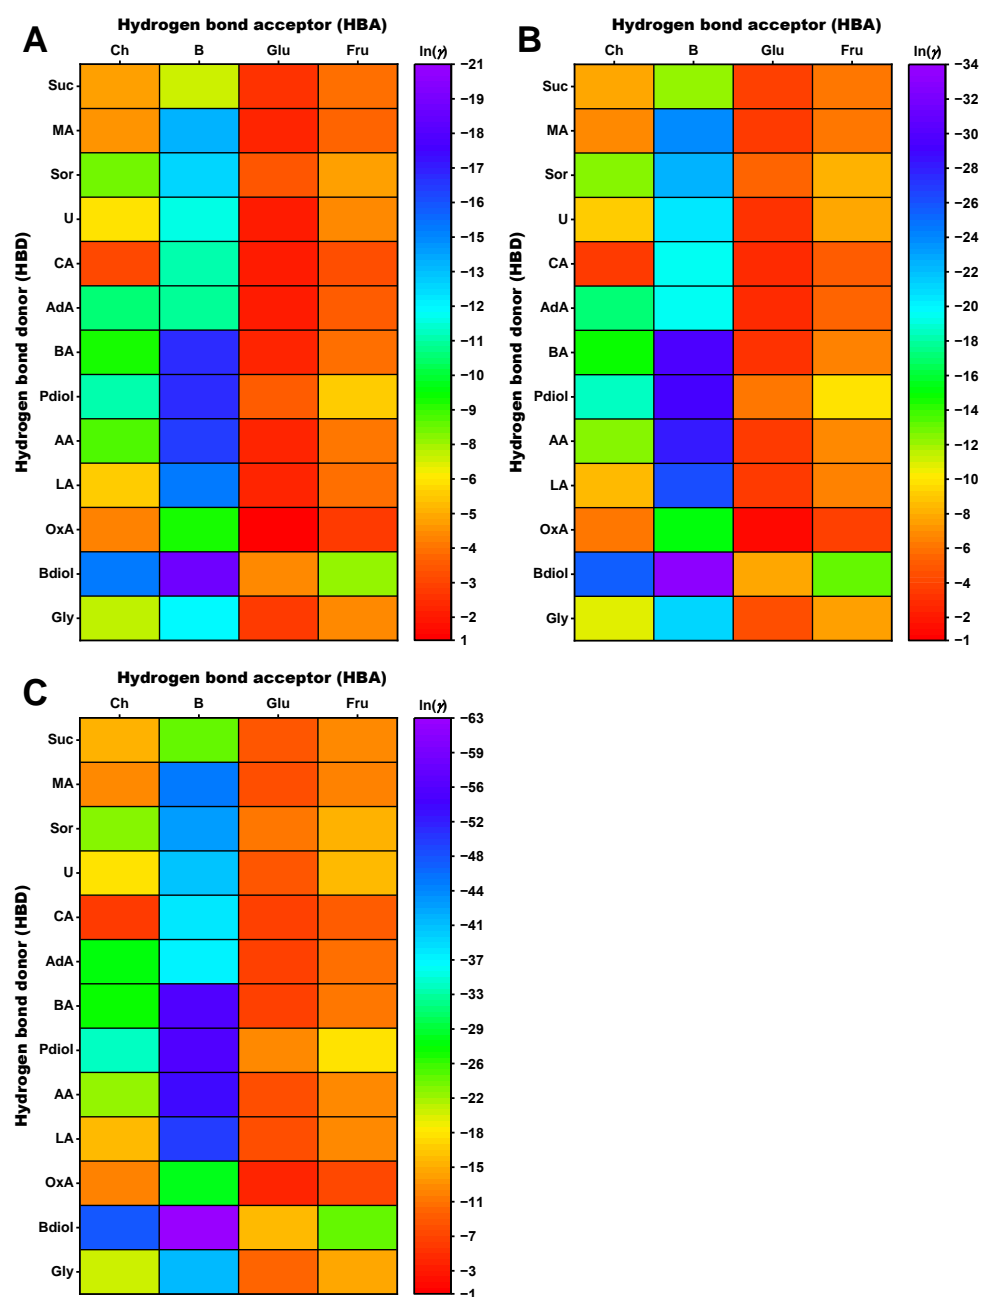 A
Hydrogen bond acceptor (HBA)
Ch B Glu Fru ln(γ)
Hydrogen bond donor (HBD)
Suc
MA
Sor
U
CA
AdA
BA
Pdiol
AA
LA
OxA
Bdiol
Gly
−21
−19
−18
−17
−15
−13
−12
−11
−10
−9
−8
−6
−5
−4
−3
−2
1
B
Hydrogen bond acceptor (HBA)
Ch B Glu Fru ln(γ)
Hydrogen bond donor (HBD)
Suc
MA
Sor
U
CA
AdA
BA
Pdiol
AA
LA
OxA
Bdiol
Gly
−34
−32
−30
−28
−26
−24
−22
−20
−18
−16
−14
−12
−10
−8
−6
−4
−2
−1
C
Hydrogen bond acceptor (HBA)
Ch B Glu Fru ln(γ)
Hydrogen bond donor (HBD)
Suc
MA
Sor
U
CA
AdA
BA
Pdiol
AA
LA
OxA
Bdiol
Gly
−63
−59
−56
−52
−48
−44
−41
−37
−33
−29
−26
−22
−18
−15
−11
−7
−3
−1